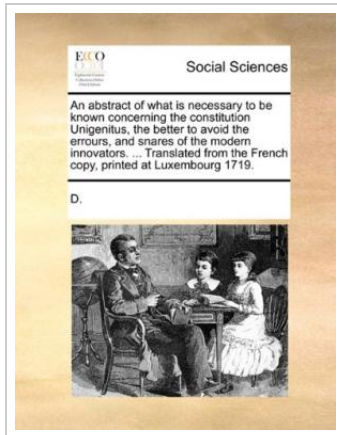 ECCO
Social Sciences
An abstract of what is necessary to be
known concerning the constitution
Unigenitus, the better to avoid the
errours, and snares of the modern
innovators. ... Translated from the French
copy, printed at Luxembourg 1719.
D.